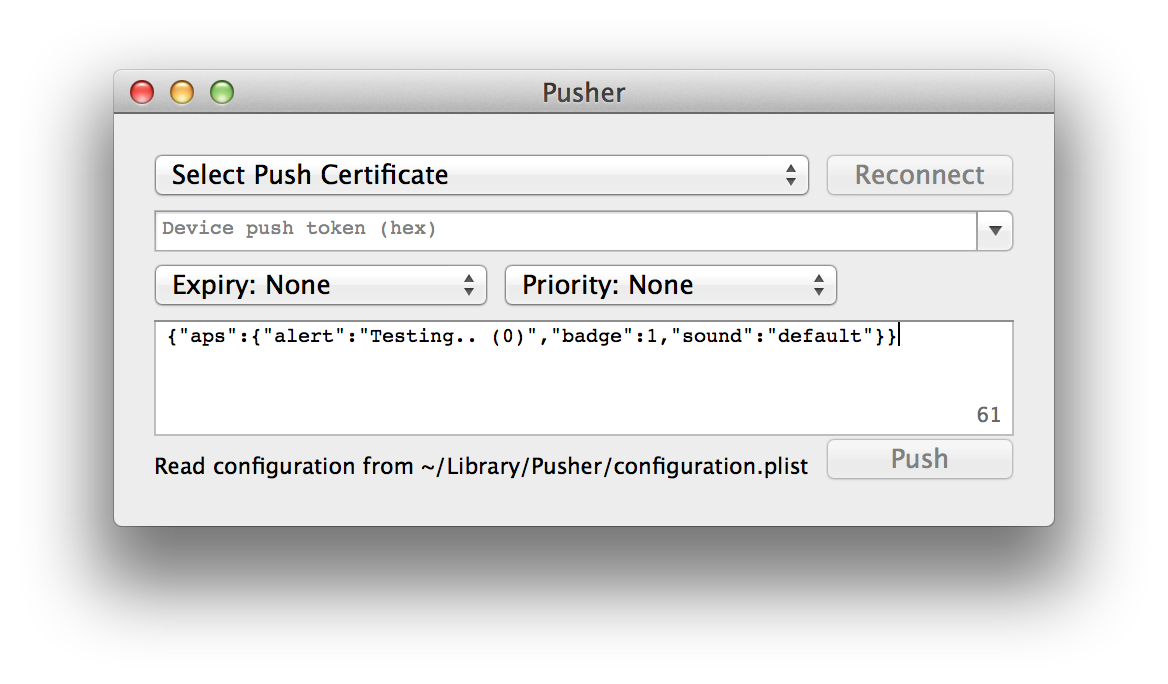 Pusher
Select Push Certificate Reconnect
Device push token (hex)
Expiry: None Priority: None
{"aps":{"alert":"Testing.. (0)","badge":1,"sound":"default"}}
61
Read configuration from ~/Library/Pusher/configuration.plist Push